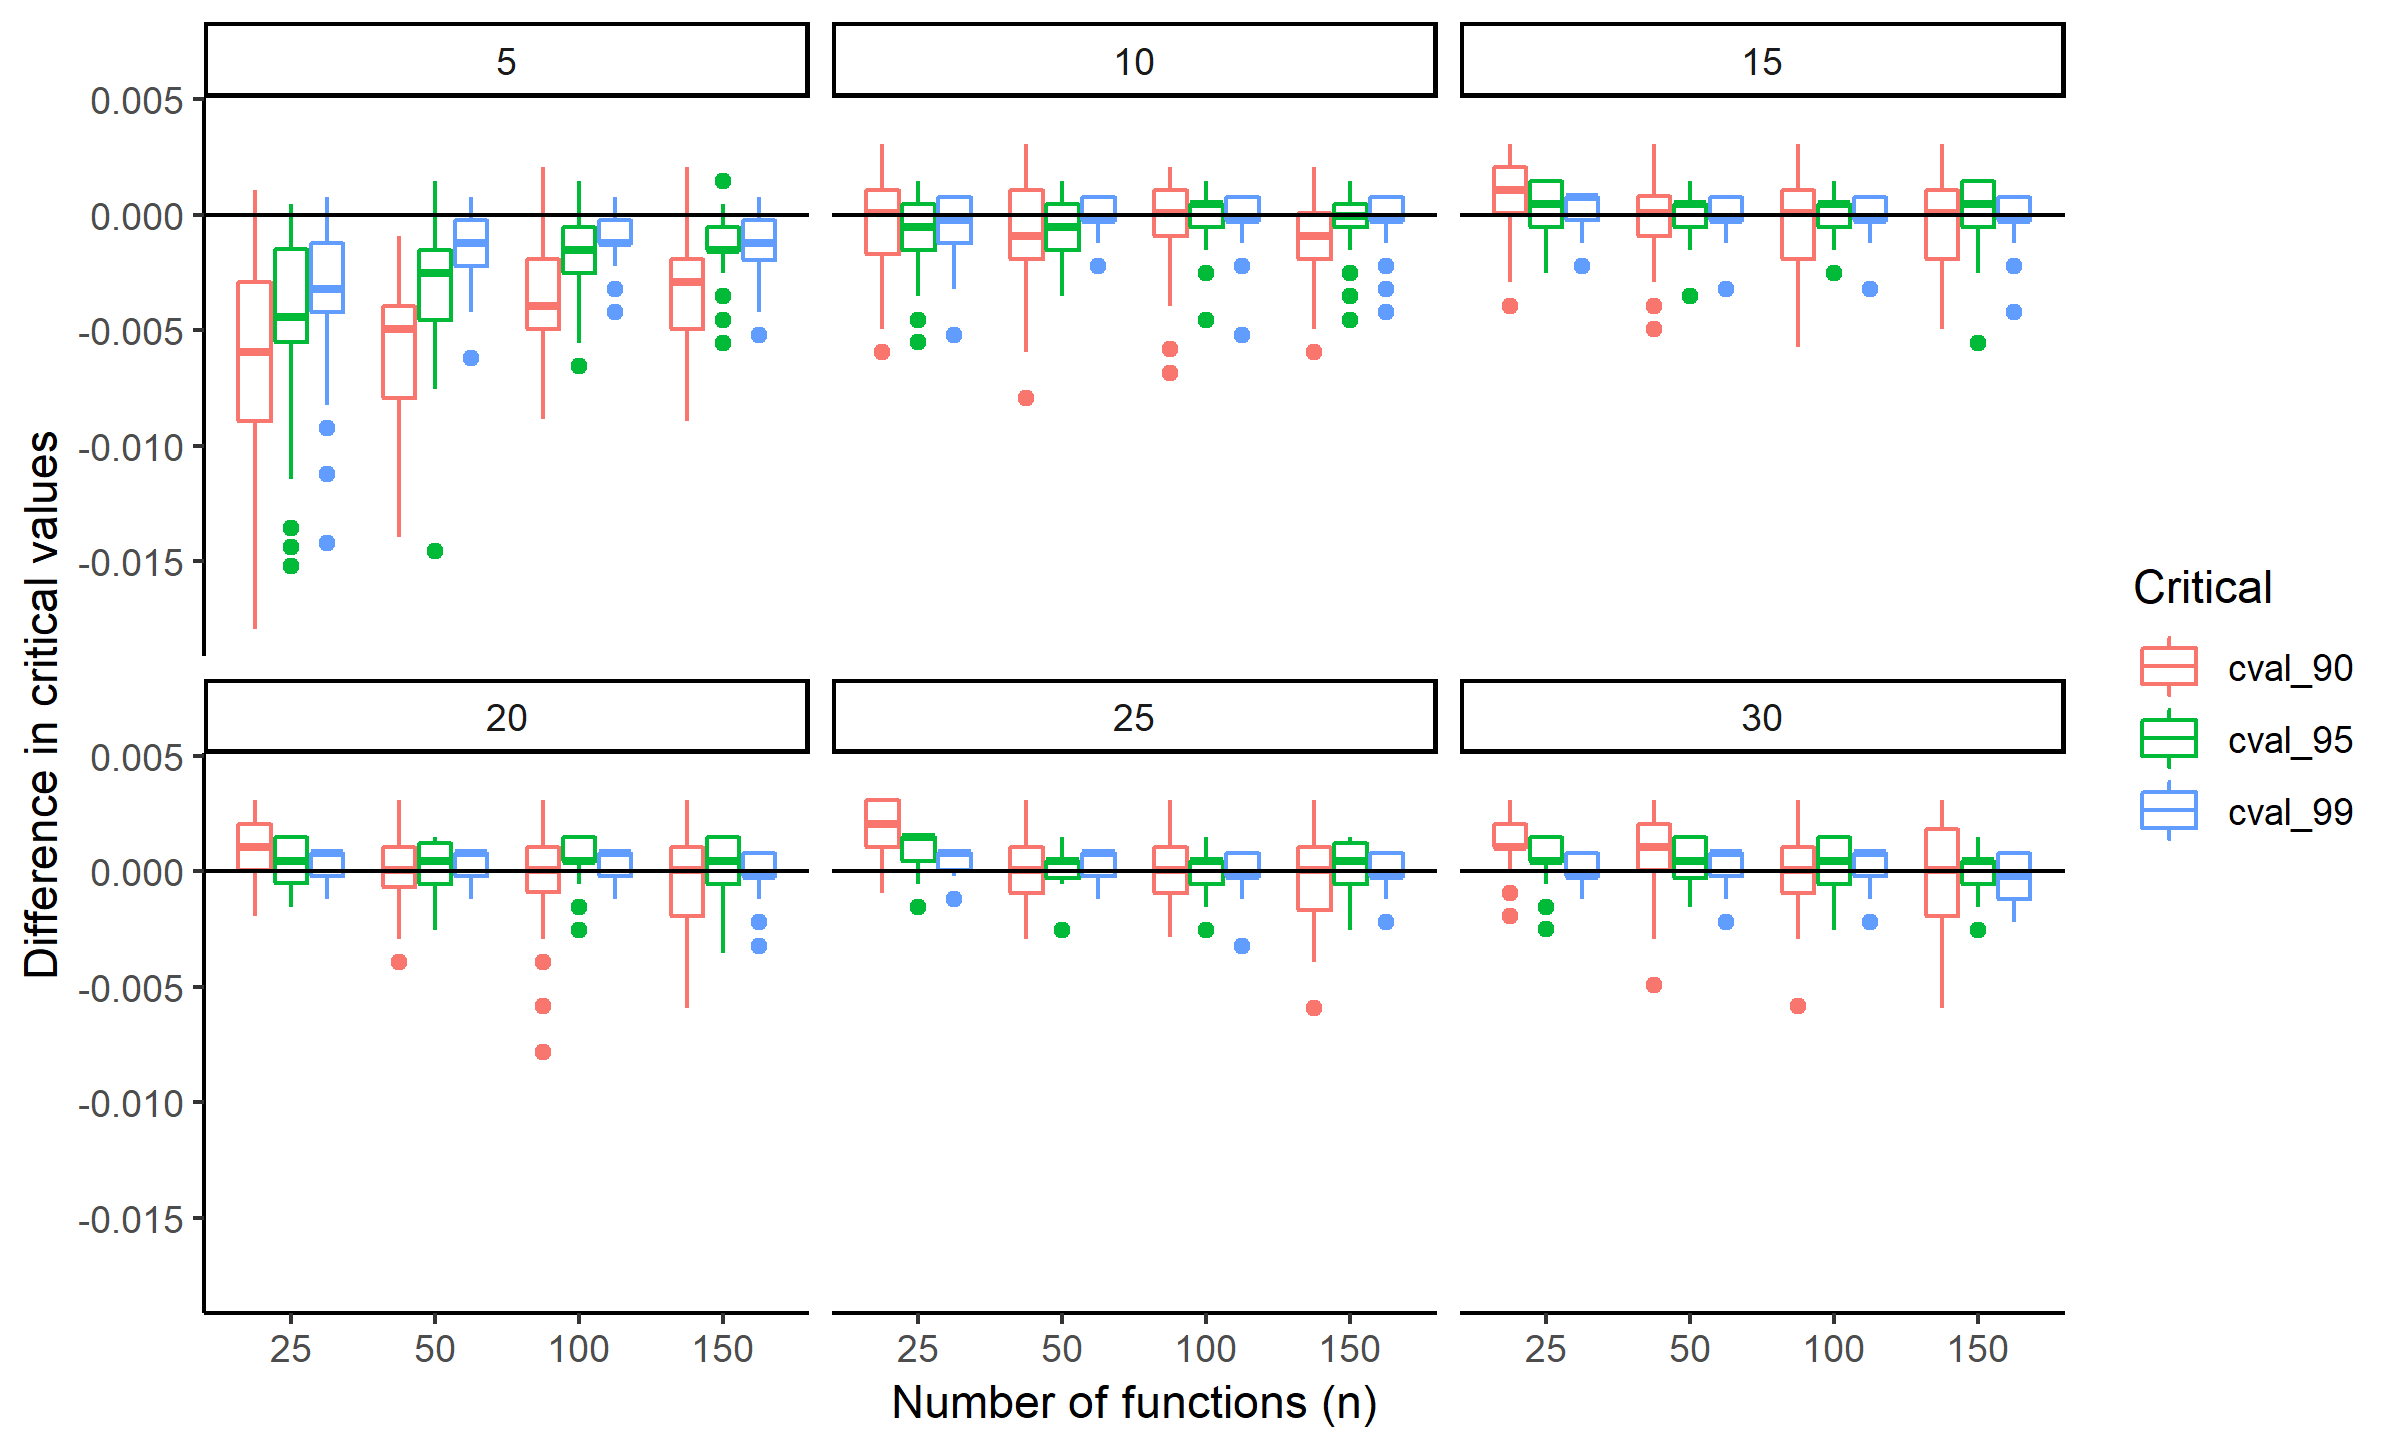 5
10
15
0.005
0.000
-0.005
-0.010
-0.015
20
25
30
0.005
0.000
-0.005
-0.010
-0.015
25 50 100 150
25 50 100 150
25 50 100 150
Number of functions (n)
Difference in critical values
Critical
cval_90
cval_95
cval_99